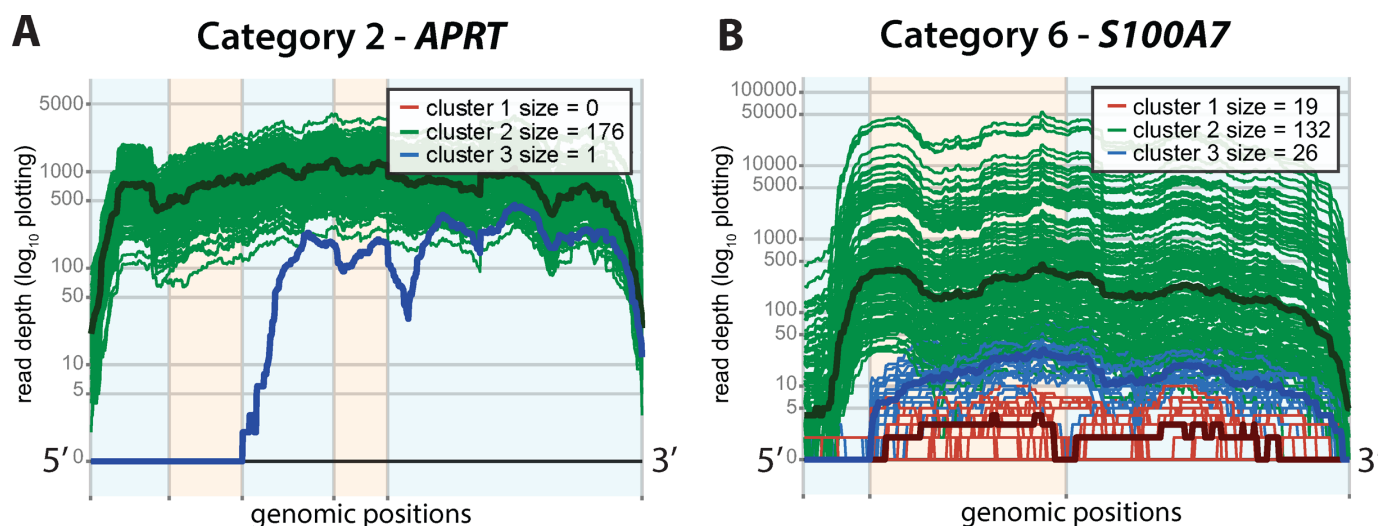 A
Category 2 - APRT
read depth (log10 plotting)
5000
1000
500
100
50
10
5
0
cluster 1 size = 0
cluster 2 size = 176
cluster 3 size = 1
5′
3′
genomic positions
B
Category 6 - S100A7
read depth (log10 plotting)
100000
50000
10000
5000
1000
500
100
50
10
5
0
cluster 1 size = 19
cluster 2 size = 132
cluster 3 size = 26
5′
3′
genomic positions